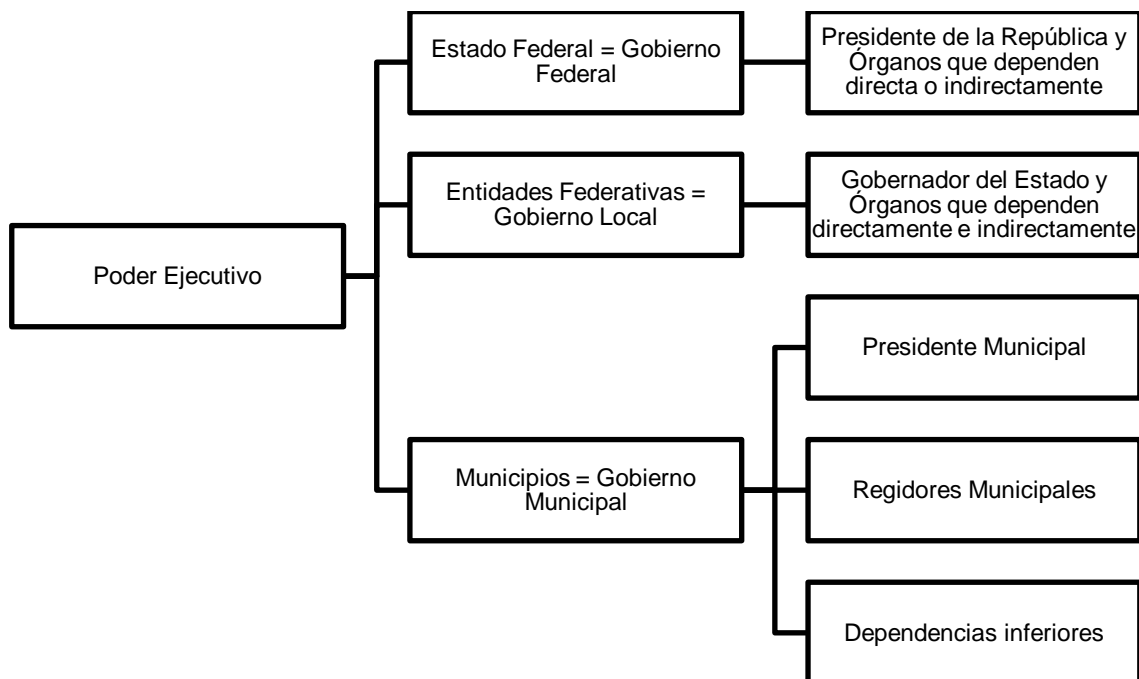 Estado Federal = Gobierno
Federal
Presidente de la República y
Órganos que dependen
directa o indirectamente
Entidades Federativas =
Gobierno Local
Gobernador del Estado y
Órganos que dependen
directamente e indirectamente
Poder Ejecutivo
Presidente Municipal
Municipios = Gobierno
Municipal
Regidores Municipales
Dependencias inferiores